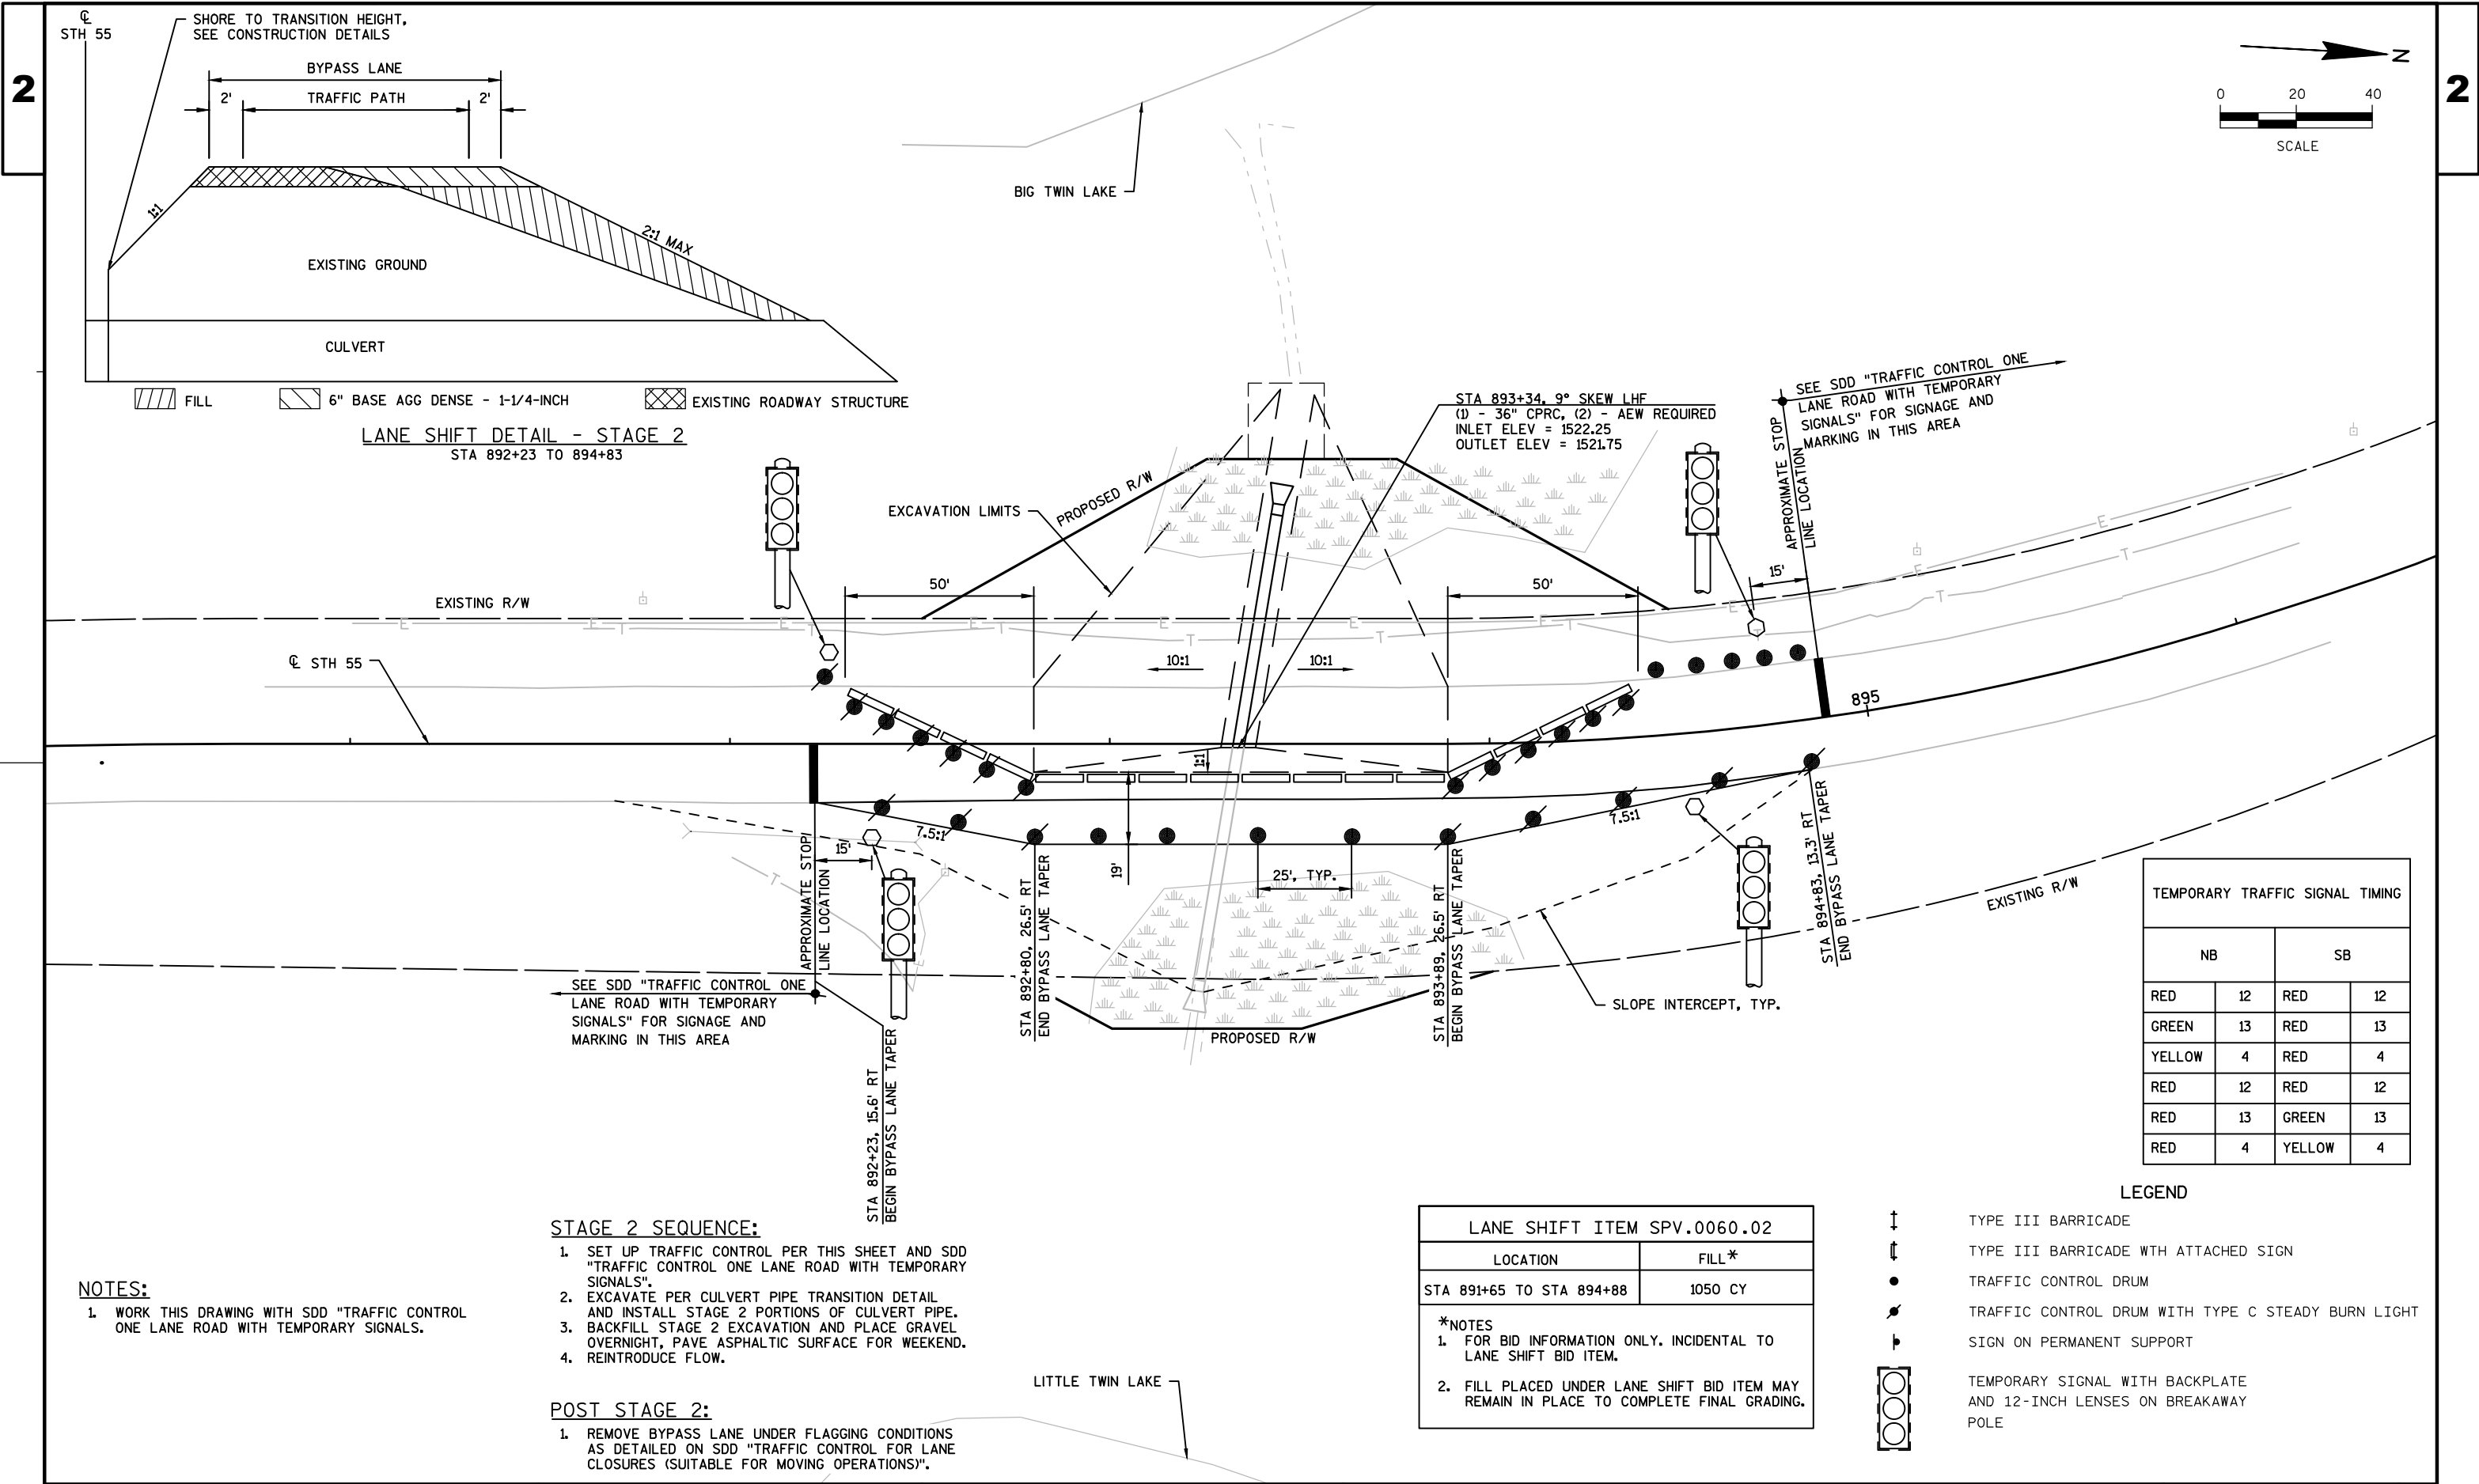 2
2
℄
STH 55
SHORE TO TRANSITION HEIGHT,
SEE CONSTRUCTION DETAILS
BYPASS LANE
2'
TRAFFIC PATH
2'
1:1
2:1 MAX
EXISTING GROUND
CULVERT
FILL
6" BASE AGG DENSE - 1-1/4-INCH
EXISTING ROADWAY STRUCTURE
LANE SHIFT DETAIL - STAGE 2
STA 892+23 TO 894+83
BIG TWIN LAKE
N
0 20 40
SCALE
STA 893+34, 9° SKEW LHF
(1) - 36" CPRC, (2) - AEW REQUIRED
INLET ELEV = 1522.25
OUTLET ELEV = 1521.75
SEE SDD "TRAFFIC CONTROL ONE
LANE ROAD WITH TEMPORARY
SIGNALS" FOR SIGNAGE AND
MARKING IN THIS AREA
APPROXIMATE STOP
LINE LOCATION
15'
EXCAVATION LIMITS
PROPOSED R/W
50'
50'
EXISTING R/W
E E E E E E E E E E
T T T T T T T T T
℄ STH 55
10:1
10:1
895
1:1
7.5:1
7.5:1
15'
19'
25', TYP.
T
APPROXIMATE STOP
LINE LOCATION
STA 892+80, 26.5' RT
END BYPASS LANE TAPER
STA 893+89, 26.5' RT
BEGIN BYPASS LANE TAPER
STA 894+83, 13.3' RT
END BYPASS LANE TAPER
EXISTING R/W
SLOPE INTERCEPT, TYP.
SEE SDD "TRAFFIC CONTROL ONE
LANE ROAD WITH TEMPORARY
SIGNALS" FOR SIGNAGE AND
MARKING IN THIS AREA
PROPOSED R/W
STA 892+23, 15.6' RT
BEGIN BYPASS LANE TAPER
TEMPORARY TRAFFIC SIGNAL TIMING
NB SB
RED 12 RED 12
GREEN 13 RED 13
YELLOW 4 RED 4
RED 12 RED 12
RED 13 GREEN 13
RED 4 YELLOW 4
LEGEND
TYPE III BARRICADE
TYPE III BARRICADE WTH ATTACHED SIGN
TRAFFIC CONTROL DRUM
TRAFFIC CONTROL DRUM WITH TYPE C STEADY BURN LIGHT
SIGN ON PERMANENT SUPPORT
TEMPORARY SIGNAL WITH BACKPLATE
AND 12-INCH LENSES ON BREAKAWAY
POLE
NOTES:
1. WORK THIS DRAWING WITH SDD "TRAFFIC CONTROL
ONE LANE ROAD WITH TEMPORARY SIGNALS.
STAGE 2 SEQUENCE:
1. SET UP TRAFFIC CONTROL PER THIS SHEET AND SDD
"TRAFFIC CONTROL ONE LANE ROAD WITH TEMPORARY
SIGNALS".
2. EXCAVATE PER CULVERT PIPE TRANSITION DETAIL
AND INSTALL STAGE 2 PORTIONS OF CULVERT PIPE.
3. BACKFILL STAGE 2 EXCAVATION AND PLACE GRAVEL
OVERNIGHT, PAVE ASPHALTIC SURFACE FOR WEEKEND.
4. REINTRODUCE FLOW.
POST STAGE 2:
1. REMOVE BYPASS LANE UNDER FLAGGING CONDITIONS
AS DETAILED ON SDD "TRAFFIC CONTROL FOR LANE
CLOSURES (SUITABLE FOR MOVING OPERATIONS)".
LITTLE TWIN LAKE
LANE SHIFT ITEM SPV.0060.02
LOCATION FILL*
STA 891+65 TO STA 894+88 1050 CY
*NOTES
1. FOR BID INFORMATION ONLY. INCIDENTAL TO
LANE SHIFT BID ITEM.
2. FILL PLACED UNDER LANE SHIFT BID ITEM MAY
REMAIN IN PLACE TO COMPLETE FINAL GRADING.